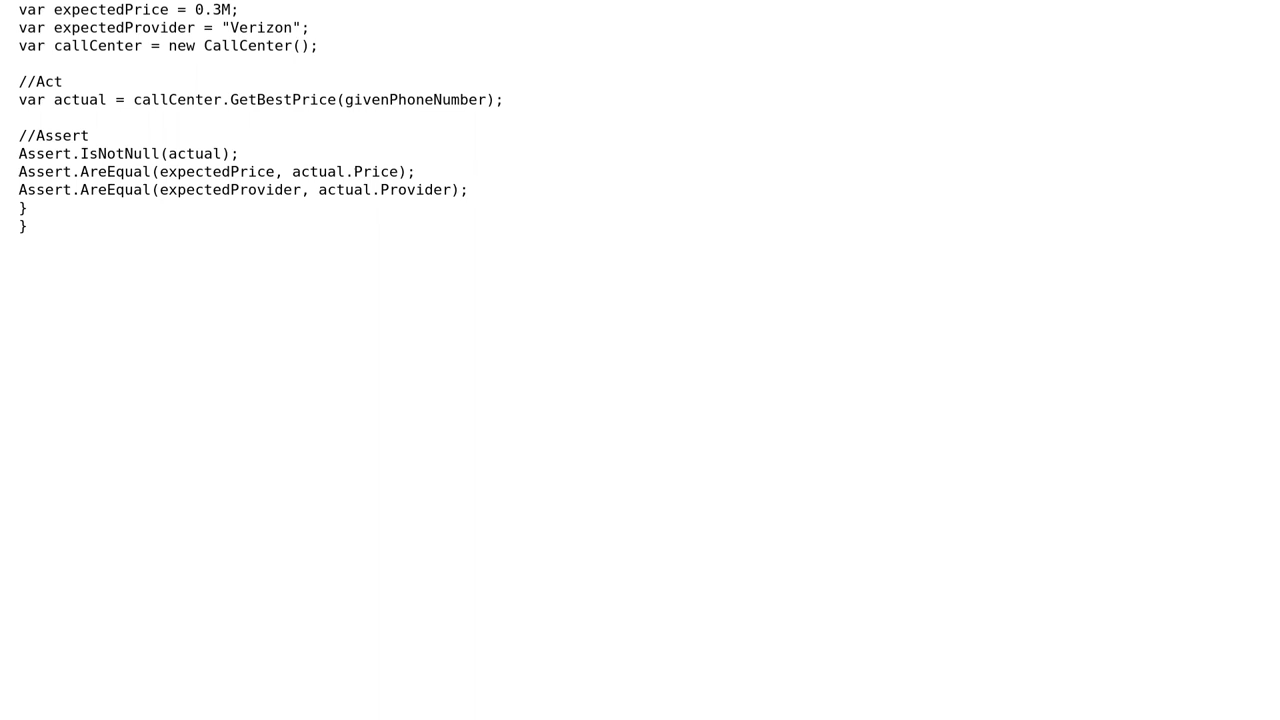 var expectedPrice = 0.3M;
var expectedProvider = "Verizon";
var callCenter = new CallCenter();

//Act
var actual = callCenter.GetBestPrice(givenPhoneNumber);

//Assert
Assert.IsNotNull(actual);
Assert.AreEqual(expectedPrice, actual.Price);
Assert.AreEqual(expectedProvider, actual.Provider);
}
}